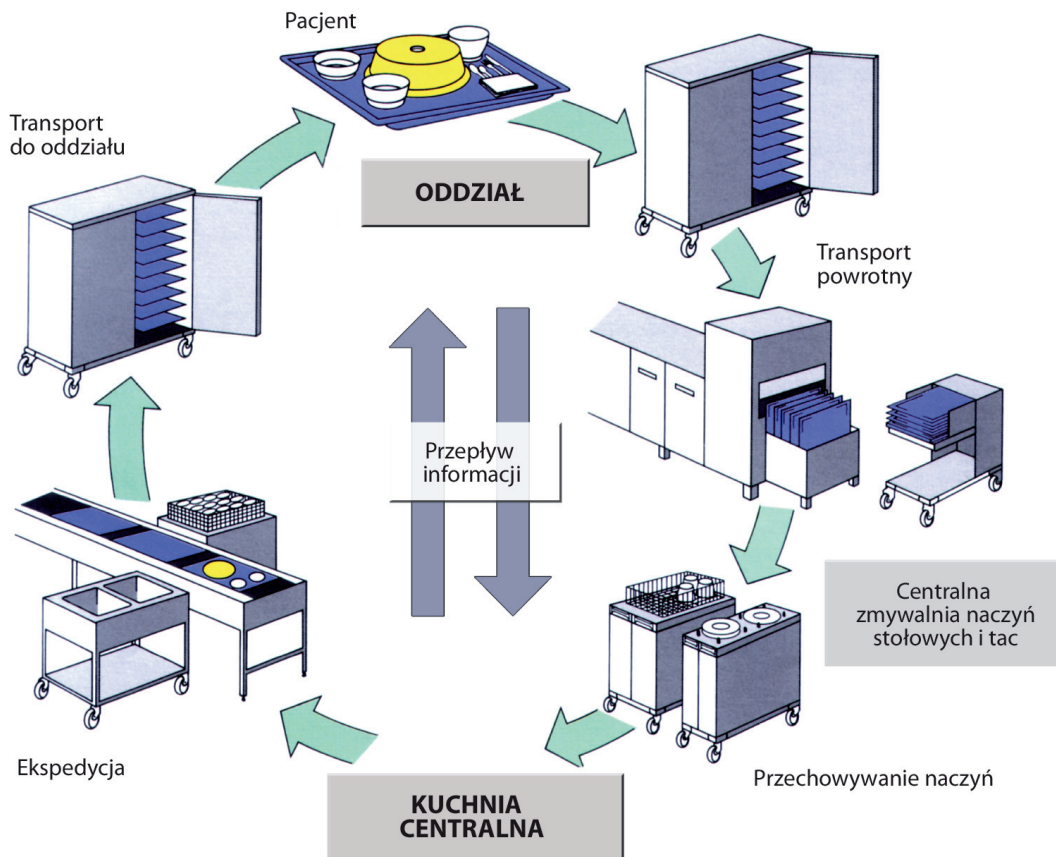 Pacjent
Transport
do oddziału
ODDZIAŁ
Transport
powrotny
Przepływ
informacji
Centralna
zmywalnia naczyń
stołowych i tac
Ekspedycja
Przechowywanie naczyń
KUCHNIA
CENTRALNA